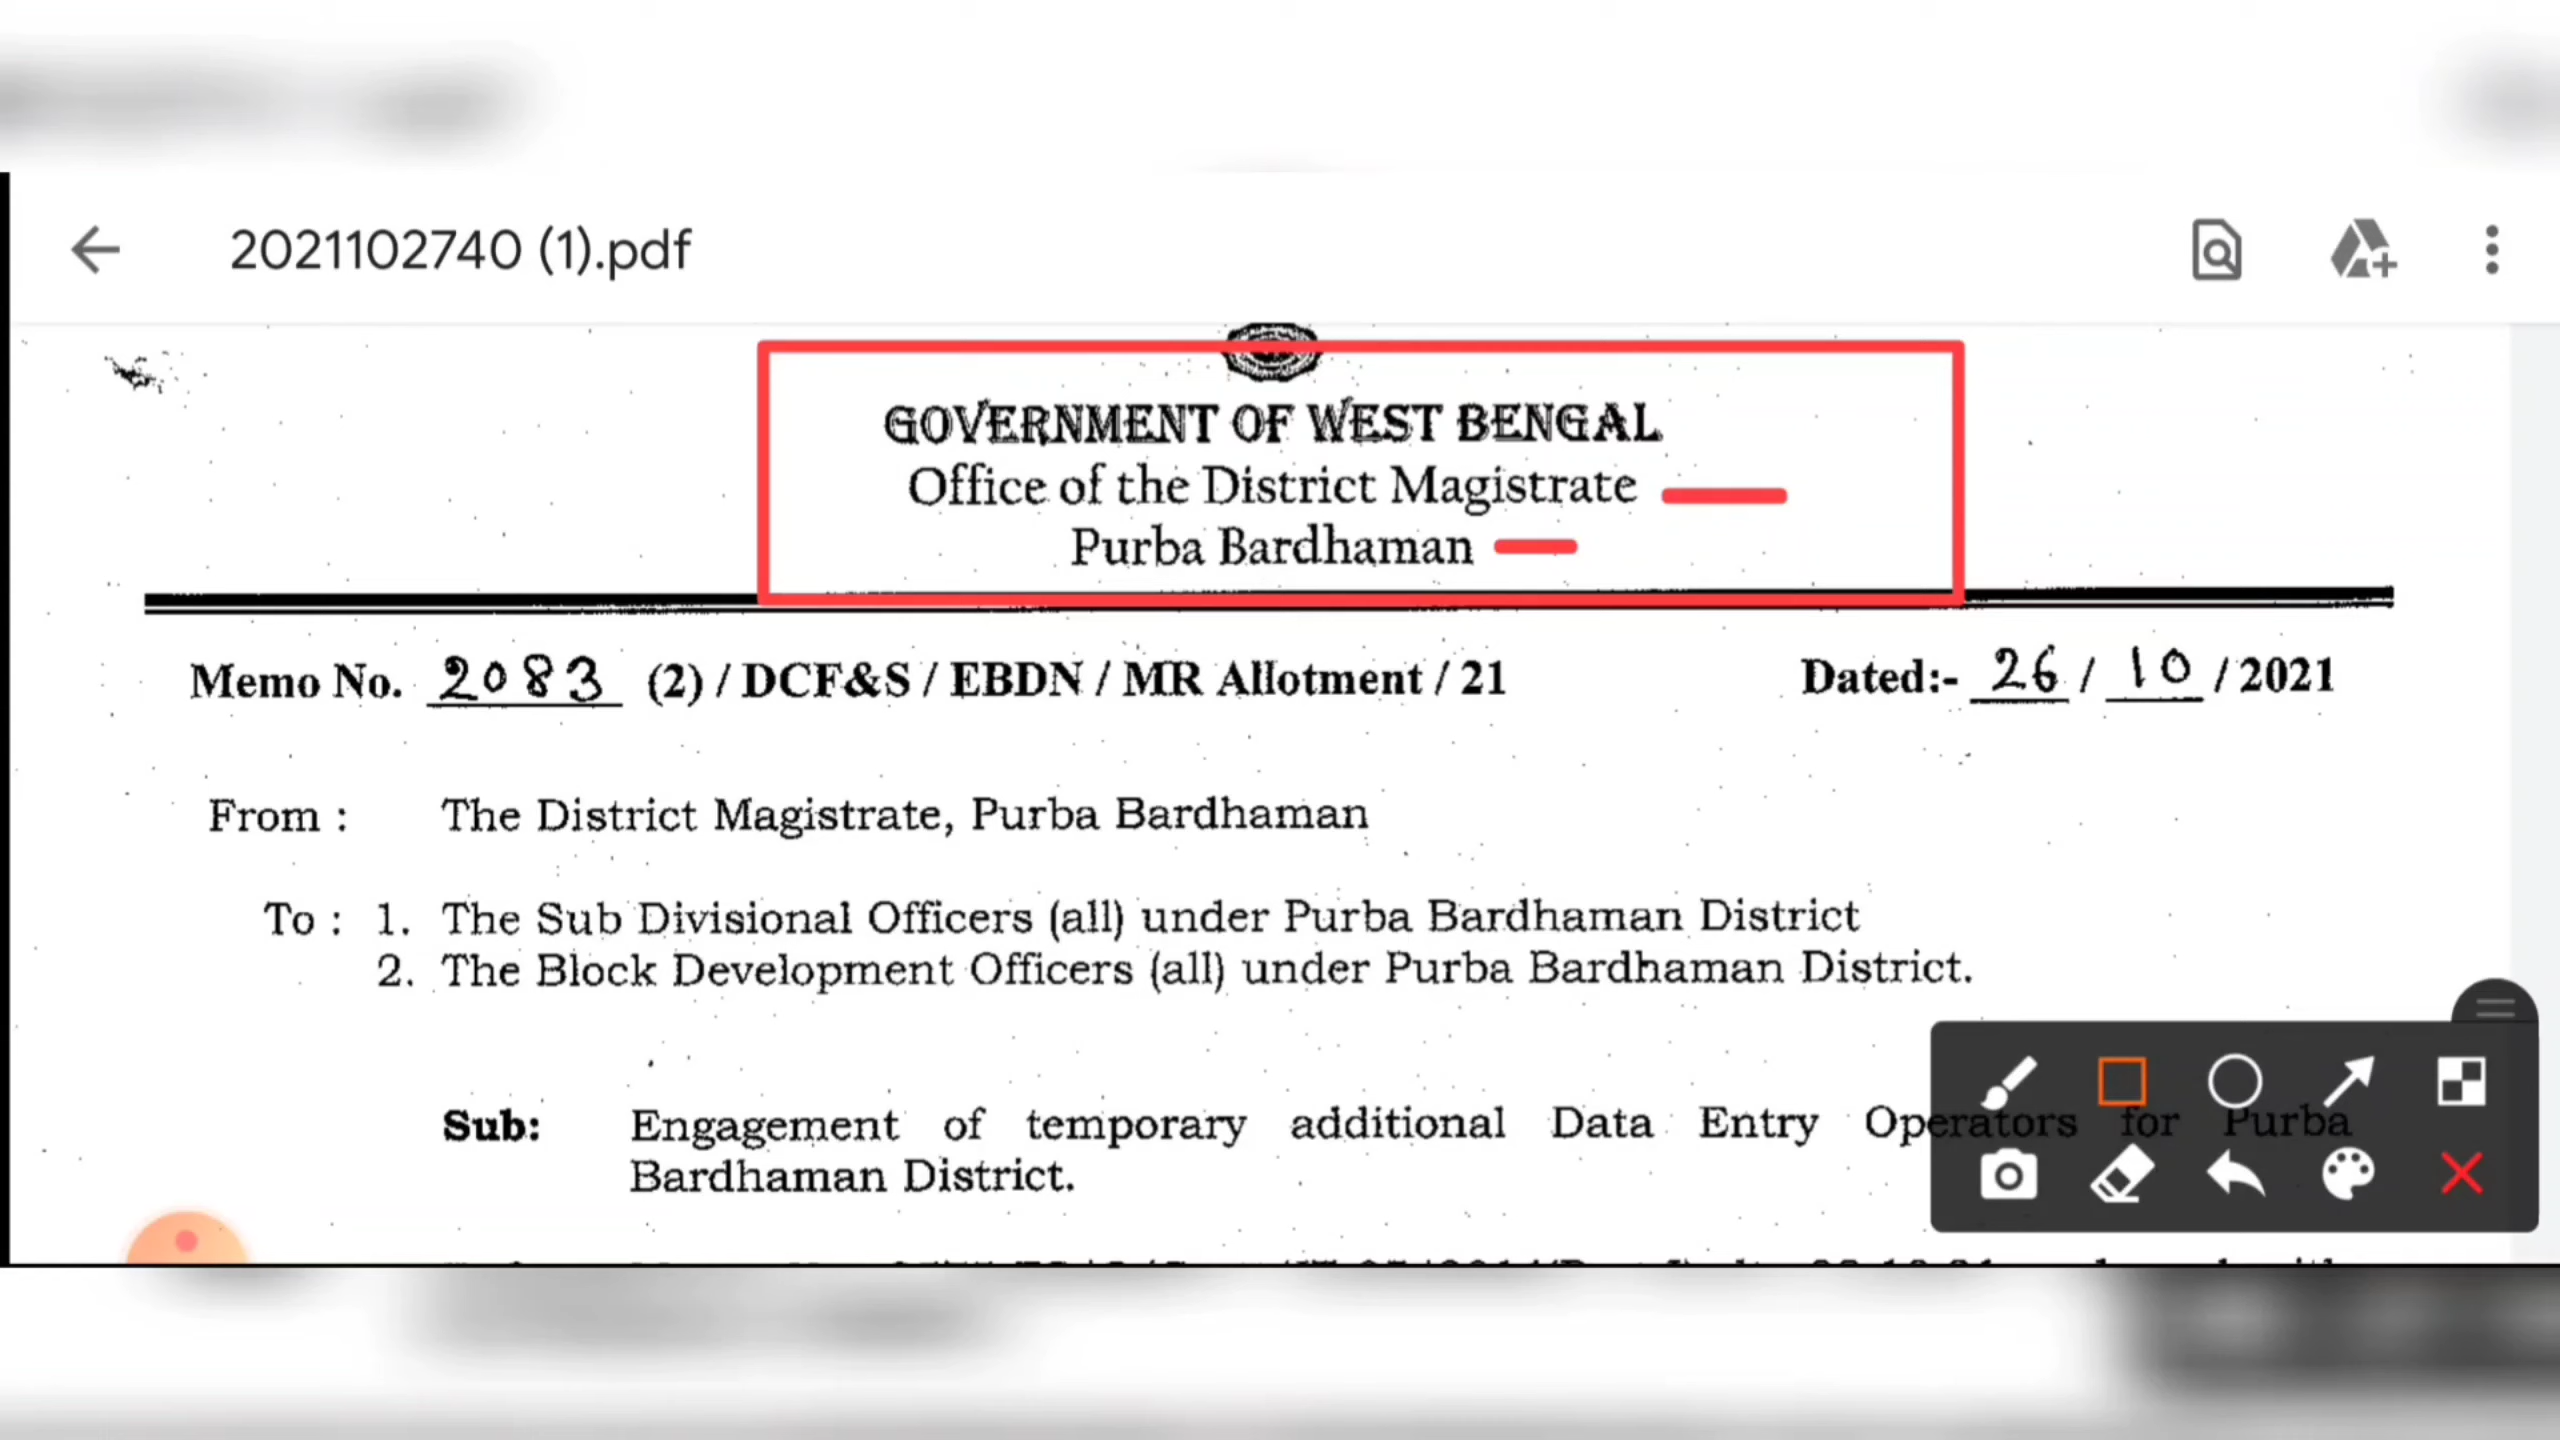 2021102740 (1).pdf
GOVERNMENT OF WEST BENGAL
Office of the District Magistrate
Purba Bardhaman
Memo No. 2083 (2) / DCF&S / EBDN / MR Allotment / 21 Dated:- 26 / 10 / 2021
From : The District Magistrate, Purba Bardhaman
To : 1. The Sub Divisional Officers (all) under Purba Bardhaman District
2. The Block Development Officers (all) under Purba Bardhaman District.
Sub: Engagement of temporary additional Data Entry Operators for Purba
Bardhaman District.